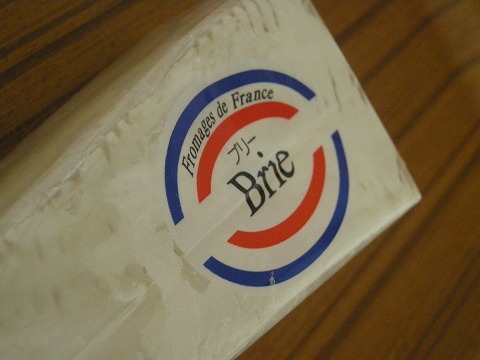 Fromages de France
ブリー
Brie